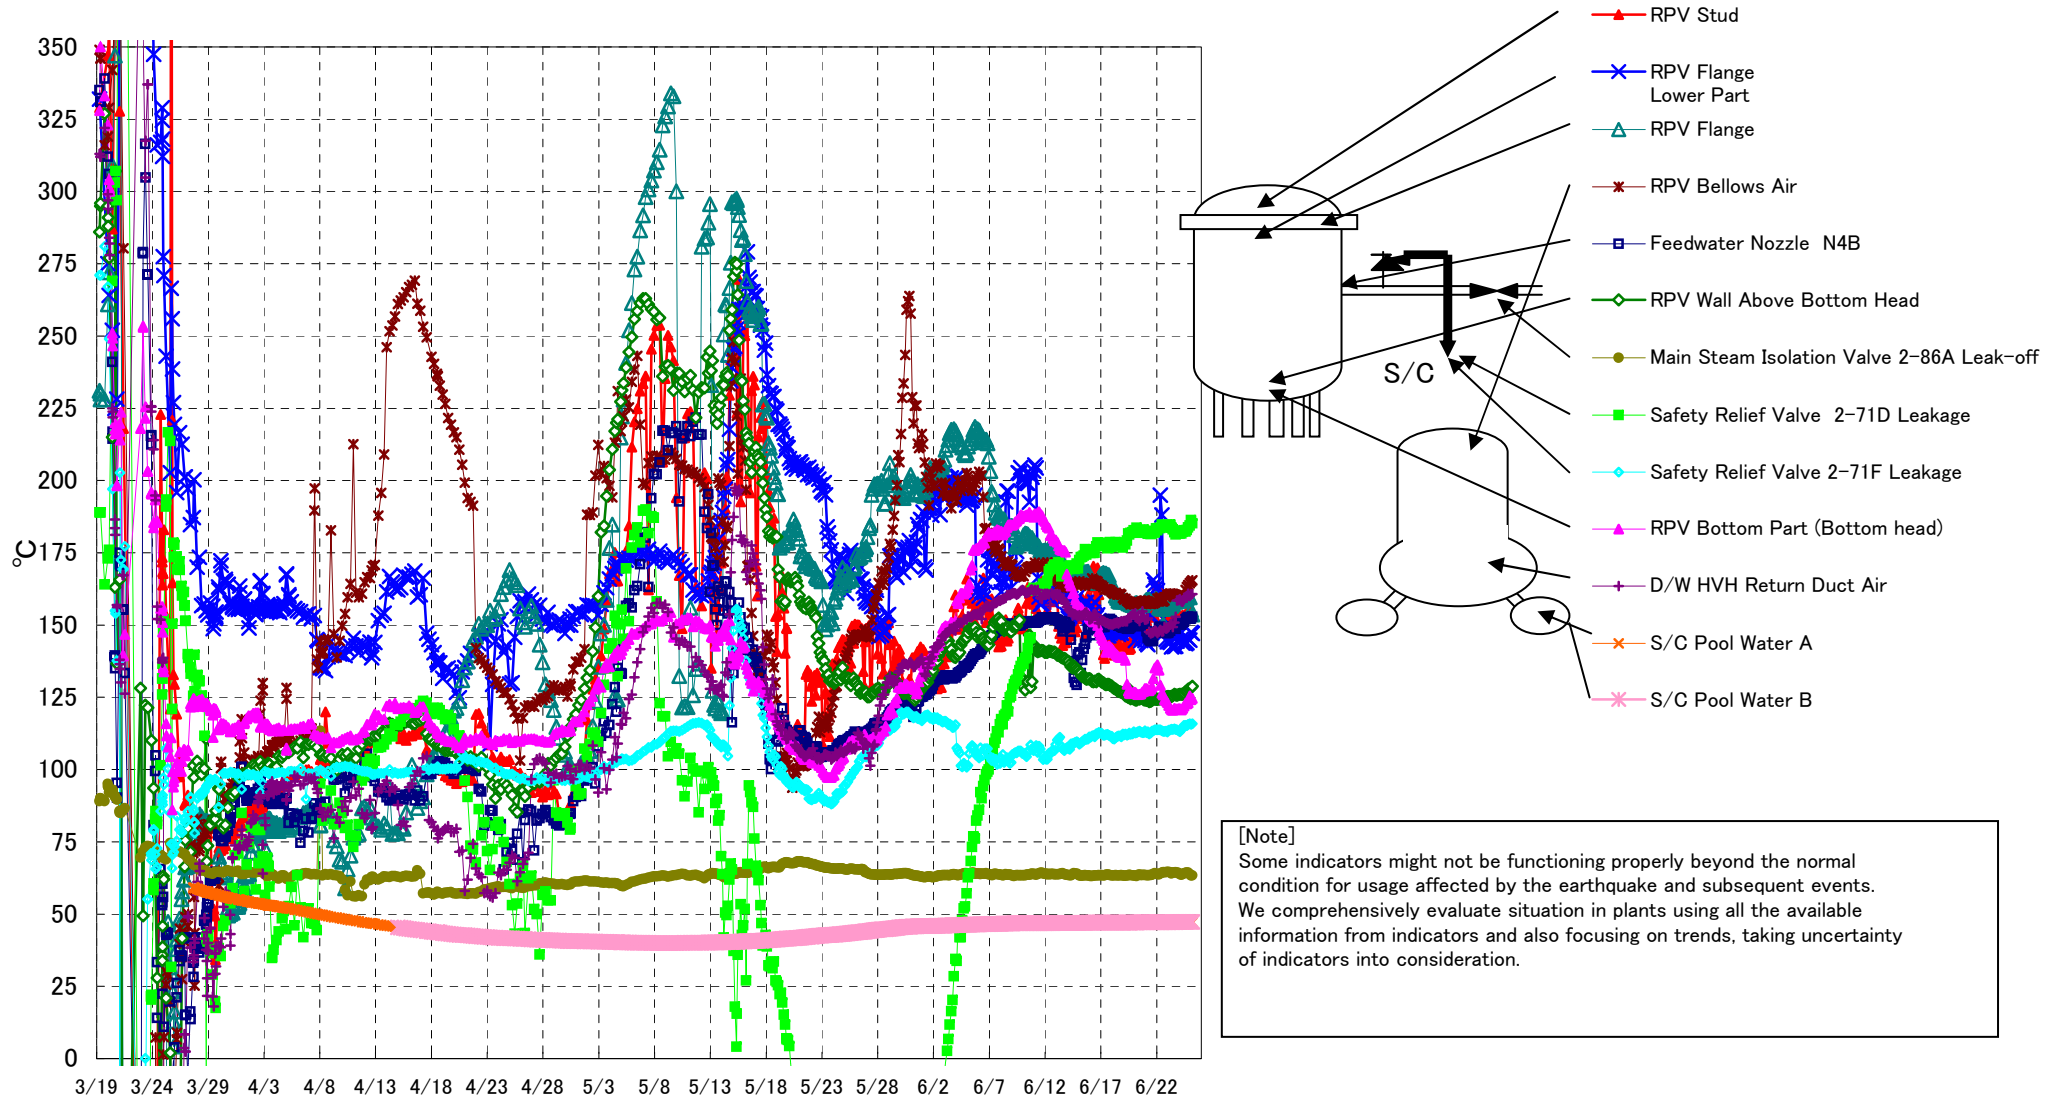 350
325
300
275
250
225
200
175
150
125
100
75
50
25
0
℃
3/19 3/24 3/29 4/3 4/8 4/13 4/18 4/23 4/28 5/3 5/8 5/13 5/18 5/23 5/28 6/2 6/7 6/12 6/17 6/22
RPV Stud
RPV Flange
Lower Part
RPV Flange
RPV Bellows Air
Feedwater Nozzle N4B
RPV Wall Above Bottom Head
Main Steam Isolation Valve 2-86A Leak-off
Safety Relief Valve 2-71D Leakage
Safety Relief Valve 2-71F Leakage
RPV Bottom Part (Bottom head)
D/W HVH Return Duct Air
S/C Pool Water A
S/C Pool Water B
S/C
[Note]
Some indicators might not be functioning properly beyond the normal
condition for usage affected by the earthquake and subsequent events.
We comprehensively evaluate situation in plants using all the available
information from indicators and also focusing on trends, taking uncertainty
of indicators into consideration.